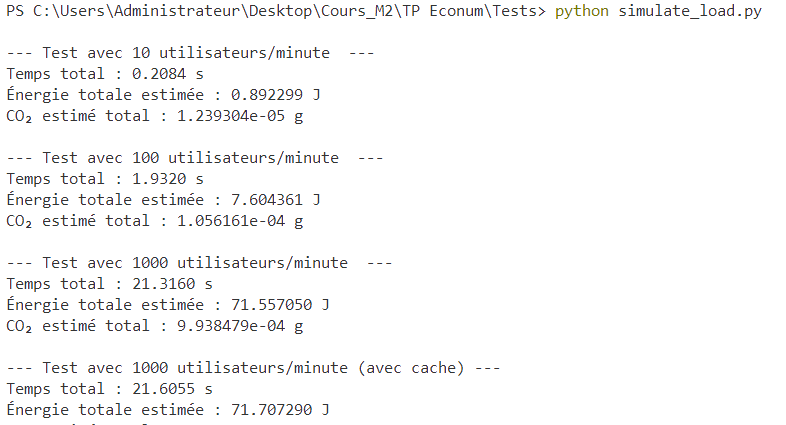 PS C:\Users\Administrateur\Desktop\Cours_M2\TP Econum\Tests> python simulate_load.py
--- Test avec 10 utilisateurs/minute  ---
Temps total : 0.2084 s
Énergie totale estimée : 0.892299 J
CO₂ estimé total : 1.239304e-05 g
--- Test avec 100 utilisateurs/minute  ---
Temps total : 1.9320 s
Énergie totale estimée : 7.604361 J
CO₂ estimé total : 1.056161e-04 g
--- Test avec 1000 utilisateurs/minute  ---
Temps total : 21.3160 s
Énergie totale estimée : 71.557050 J
CO₂ estimé total : 9.938479e-04 g
--- Test avec 1000 utilisateurs/minute (avec cache) ---
Temps total : 21.6055 s
Énergie totale estimée : 71.707290 J